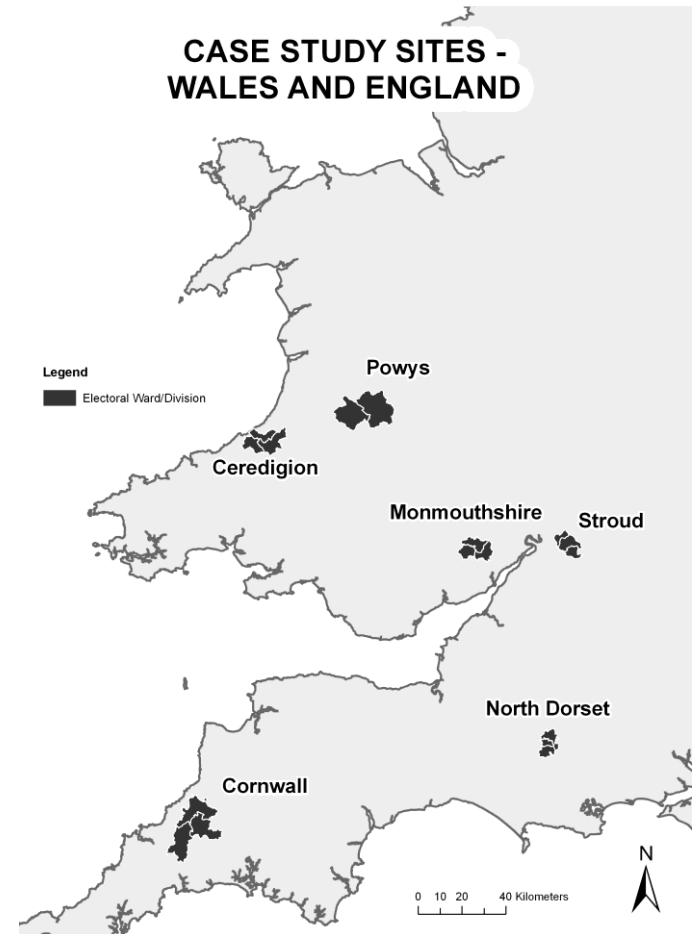 CASE STUDY SITES -
WALES AND ENGLAND
Powys
Legend
Electoral Ward/Division
Ceredigion
Monmouthshire
Stroud
North Dorset
Cornwall
N
0 10 20 40 Kilometers